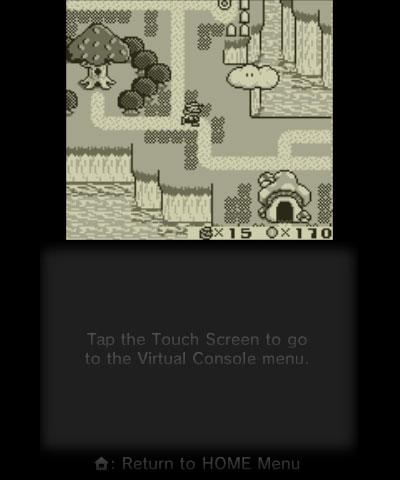 ×15 ×170
Tap the Touch Screen to go
to the Virtual Console menu.
: Return to HOME Menu